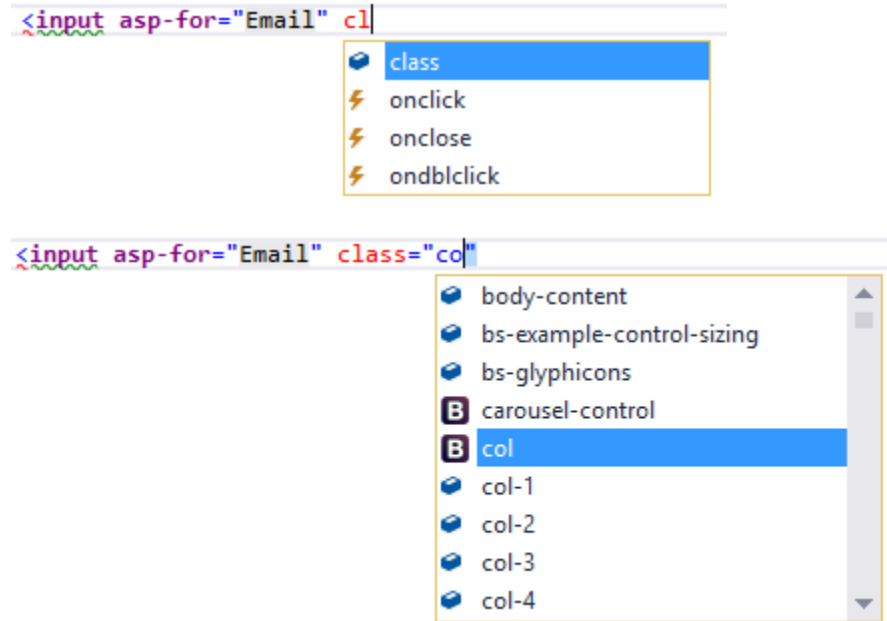 <input asp-for="Email" cl
class
onclick
onclose
ondblclick
<input asp-for="Email" class="co"
body-content
bs-example-control-sizing
bs-glyphicons
B carousel-control
B col
col-1
col-2
col-3
col-4